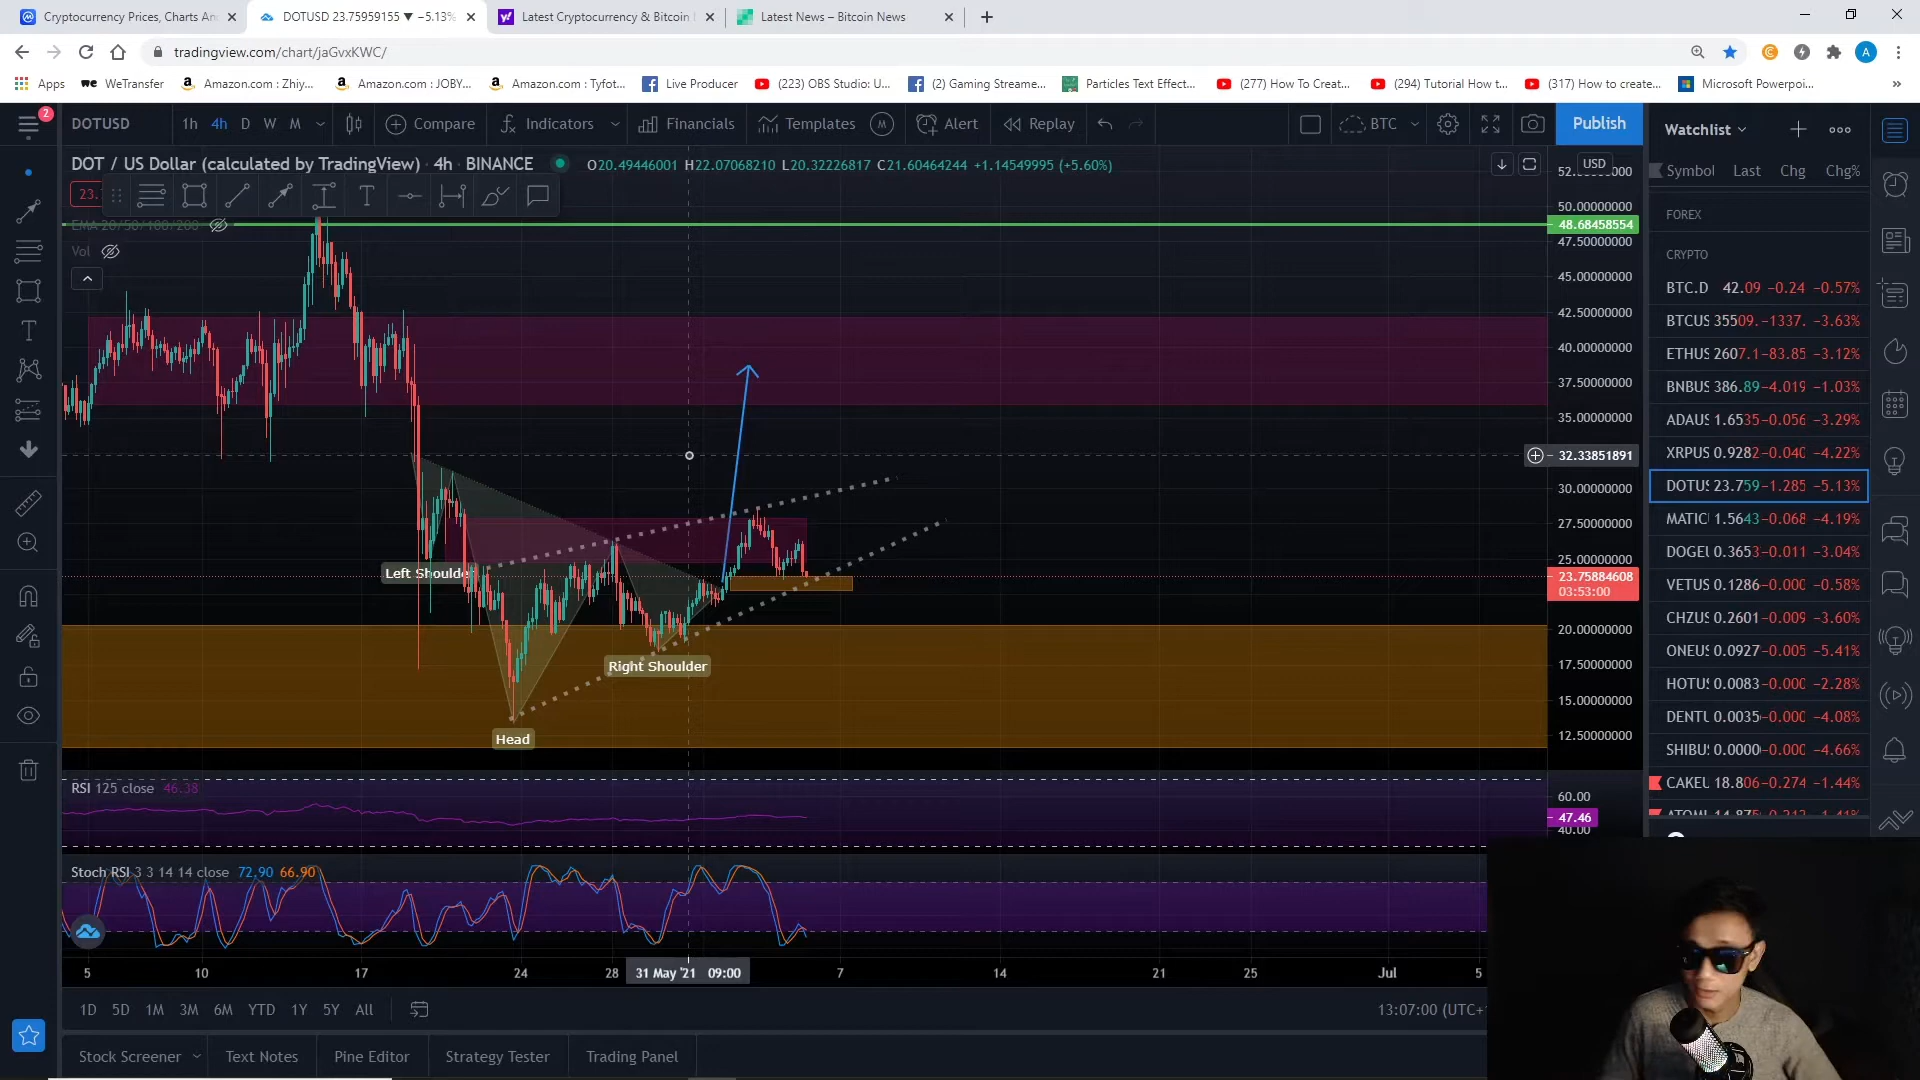 Cryptocurrency Prices, Charts An
DOTUSD 23.75959155 ▼ −5.13%
Latest Cryptocurrency & Bitcoin
Latest News – Bitcoin News
tradingview.com/chart/jaGvxKWC/
A
Apps
WeTransfer
Amazon.com : Zhiy...
Amazon.com : JOBY...
Amazon.com : Tyfot...
Live Producer
(223) OBS Studio: U...
(2) Gaming Streame...
Particles Text Effect...
(277) How To Creat...
(294) Tutorial How t...
(317) How to create...
Microsoft Powerpoi...
2
DOTUSD
1h 4h D W M
Compare
Indicators
Financials
Templates
M
Alert
Replay
BTC
Publish
Watchlist
DOT / US Dollar (calculated by TradingView) · 4h · BINANCE
O20.49446001 H22.07068210 L20.32226817 C21.60464244 +1.14549995 (+5.60%)
USD
Symbol Last Chg Chg%
23.
EMA 20/50/100/200
Vol
50.00000000
48.68458554
47.50000000
45.00000000
42.50000000
40.00000000
37.50000000
35.00000000
32.33851891
30.00000000
27.50000000
25.00000000
23.75884608
03:53:00
20.00000000
17.50000000
15.00000000
12.50000000
Left Shoulde
Right Shoulder
Head
FOREX
CRYPTO
BTC.D 42.09 −0.24 −0.57%
BTCUS 35509. −1337. −3.63%
ETHUS 2607.1 −83.85 −3.12%
BNBUS 386.89 −4.019 −1.03%
ADAUS 1.6535 −0.056 −3.29%
XRPUS 0.9282 −0.040 −4.22%
DOTUS 23.759 −1.285 −5.13%
MATIC 1.5643 −0.068 −4.19%
DOGEU 0.3653 −0.011 −3.04%
VETUS 0.1286 −0.000 −0.58%
CHZUS 0.2601 −0.009 −3.60%
ONEUS 0.0927 −0.005 −5.41%
HOTUS 0.0083 −0.000 −2.28%
DENTU 0.0035 −0.000 −4.08%
SHIBUS 0.0000 −0.000 −4.66%
CAKEU 18.806 −0.274 −1.44%
RSI 125 close 46.38
60.00
47.46
40.00
Stoch RSI 3 3 14 14 close 72.90 66.90
5 10 17 24 28 31 May '21 09:00 7 14 21 25 Jul 5
1D 5D 1M 3M 6M YTD 1Y 5Y All
13:07:00 (UTC+
Stock Screener
Text Notes
Pine Editor
Strategy Tester
Trading Panel